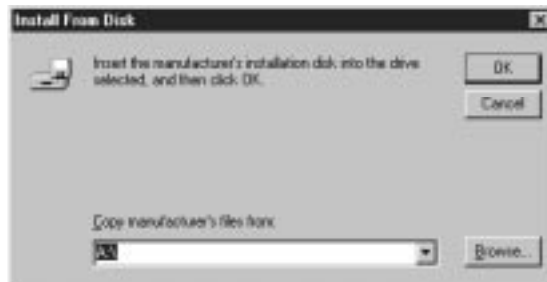 Install From Disk
Insert the manufacturer's installation disk into the drive
selected, and then click OK.
OK
Cancel
Copy manufacturer's files from:
A:\
Browse...